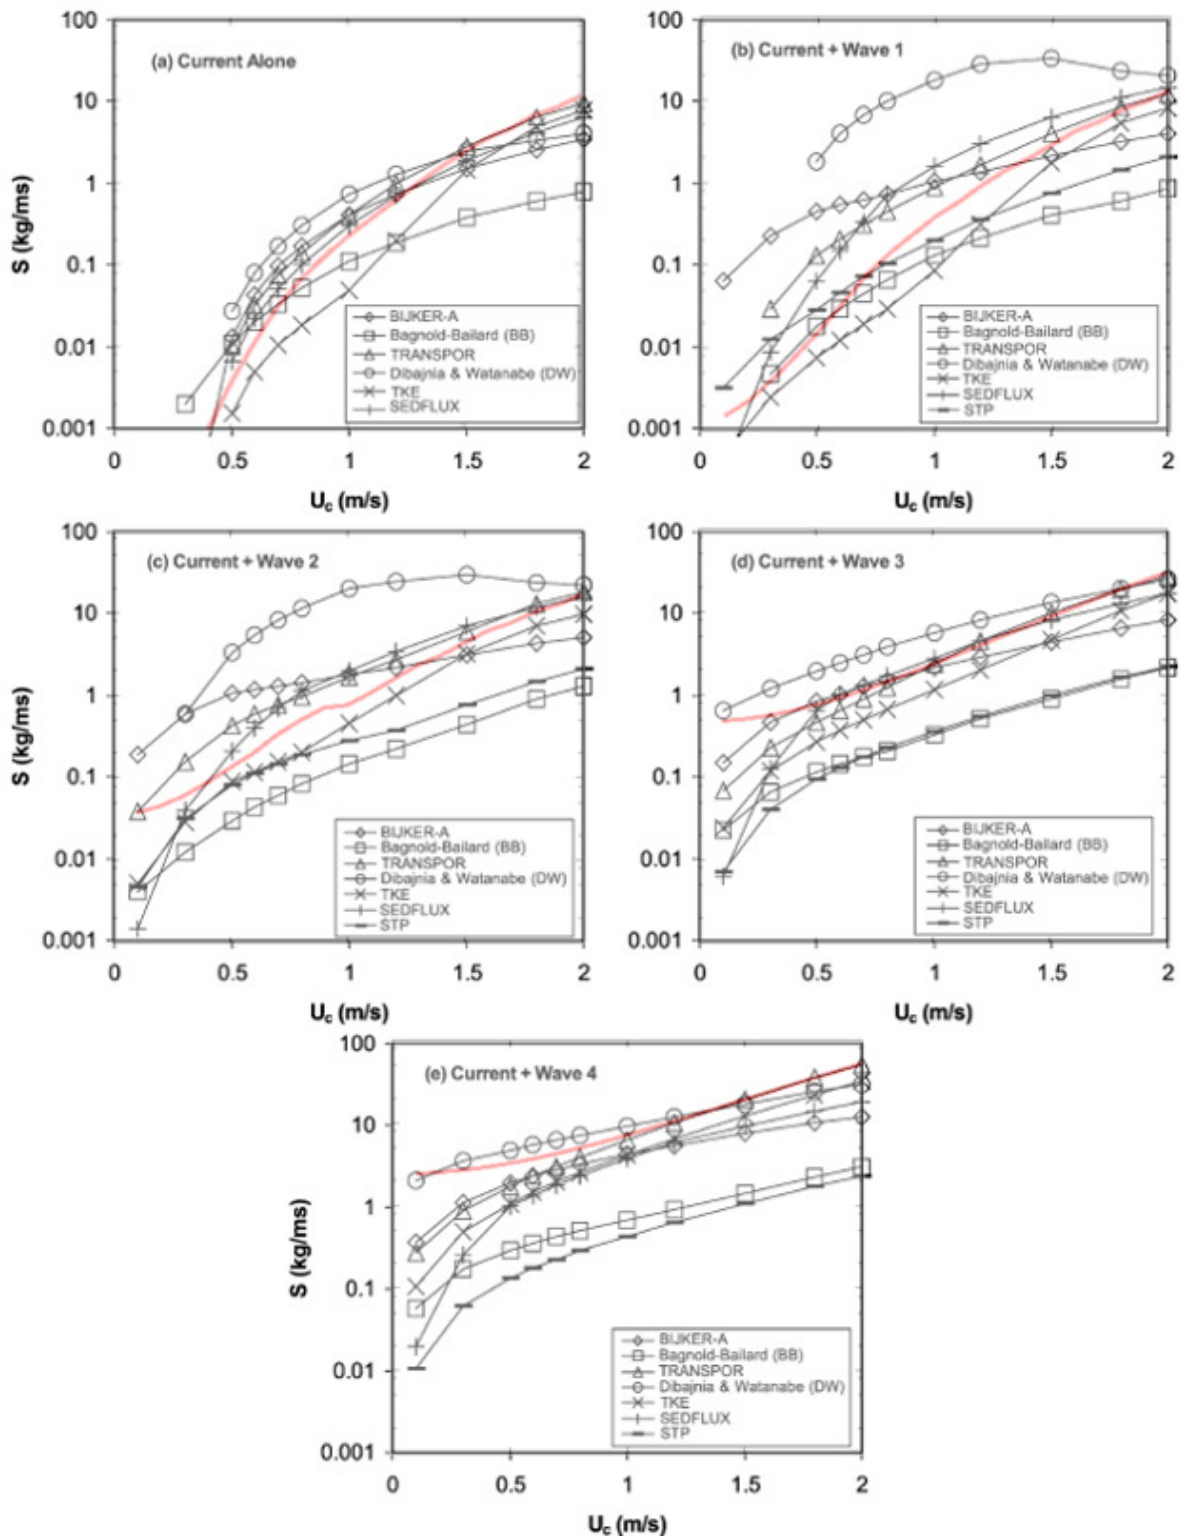 (a) Current Alone
100
10
1
0.1
0.01
0.001
S (kg/ms)
0
0.5
1
1.5
2
Uc (m/s)
BIJKER-A
Bagnold-Bailard (BB)
TRANSPOR
Dibajnia & Watanabe (DW)
TKE
SEDFLUX
(b) Current + Wave 1
100
10
1
0.1
0.01
0.001
0
0.5
1
1.5
2
Uc (m/s)
BIJKER-A
Bagnold-Bailard (BB)
TRANSPOR
Dibajnia & Watanabe (DW)
TKE
SEDFLUX
STP
(c) Current + Wave 2
100
10
1
0.1
0.01
0.001
S (kg/ms)
0
0.5
1
1.5
2
Uc (m/s)
BIJKER-A
Bagnold-Bailard (BB)
TRANSPOR
Dibajnia & Watanabe (DW)
TKE
SEDFLUX
STP
(d) Current + Wave 3
100
10
1
0.1
0.01
0.001
0
0.5
1
1.5
2
Uc (m/s)
BIJKER-A
Bagnold-Bailard (BB)
TRANSPOR
Dibajnia & Watanabe (DW)
TKE
SEDFLUX
STP
(e) Current + Wave 4
100
10
1
0.1
0.01
0.001
S (kg/ms)
0
0.5
1
1.5
2
Uc (m/s)
BIJKER-A
Bagnold-Bailard (BB)
TRANSPOR
Dibajnia & Watanabe (DW)
TKE
SEDFLUX
STP